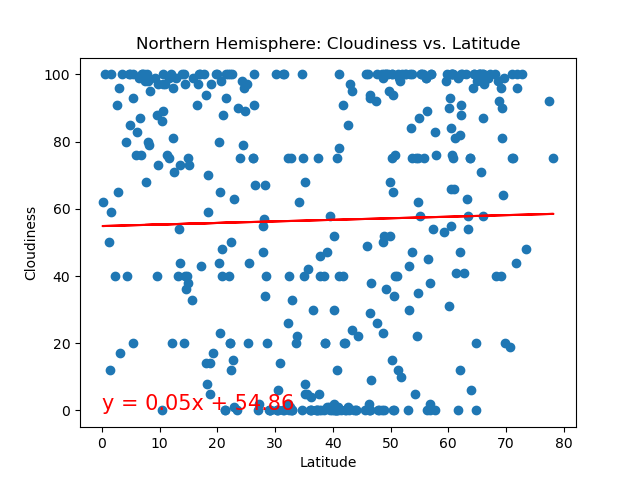 Northern Hemisphere: Cloudiness vs. Latitude
100
80
60
40
20
0
Cloudiness
y = 0.05x + 54.86
0 10 20 30 40 50 60 70 80
Latitude